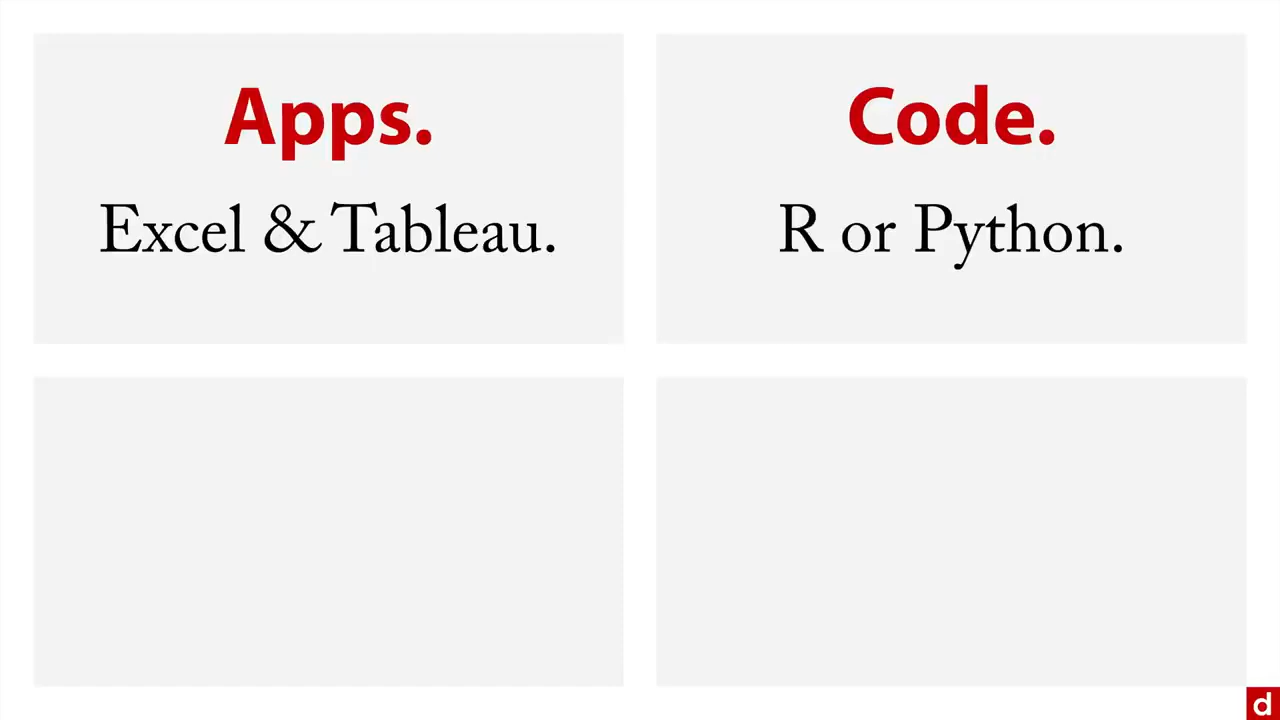 Apps.
Excel & Tableau.
Code.
R or Python.
d